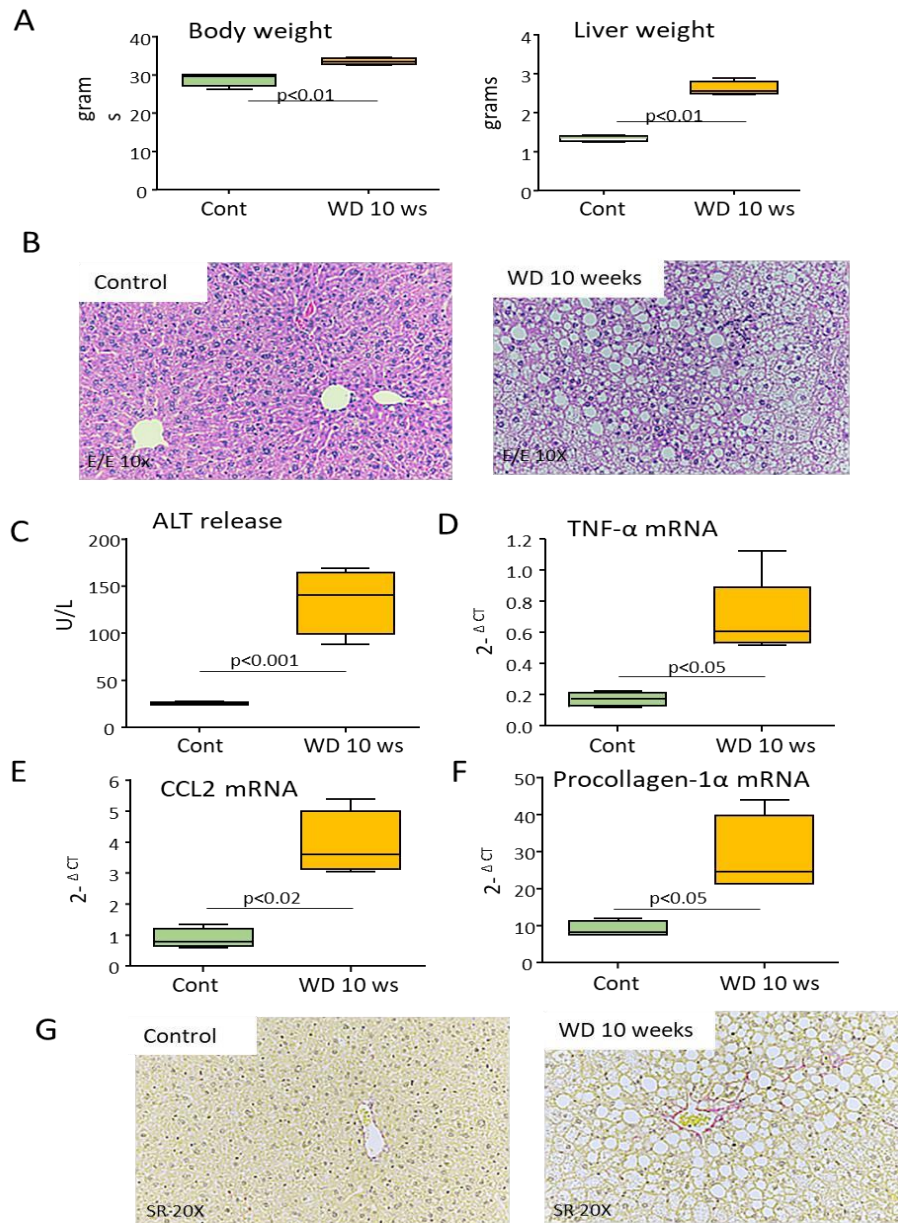 A
Body weight
40
30
20
10
0
gram
s
p<0.01
Cont WD 10 ws
Liver weight
4
3
2
1
0
grams
p<0.01
Cont WD 10 ws
B
Control
E/E 10x
WD 10 weeks
E/E 10X
C
ALT release
200
150
100
50
0
U/L
p<0.001
Cont WD 10 ws
D
TNF-α mRNA
1.2
1.0
0.8
0.6
0.4
0.2
0.0
2- Δ CT
p<0.05
Cont WD 10 ws
E
CCL2 mRNA
6
5
4
3
2
1
0
2- Δ CT
p<0.02
Cont WD 10 ws
F
Procollagen-1α mRNA
50
40
30
20
10
0
2- Δ CT
p<0.05
Cont WD 10 ws
G
Control
SR-20X
WD 10 weeks
SR-20X